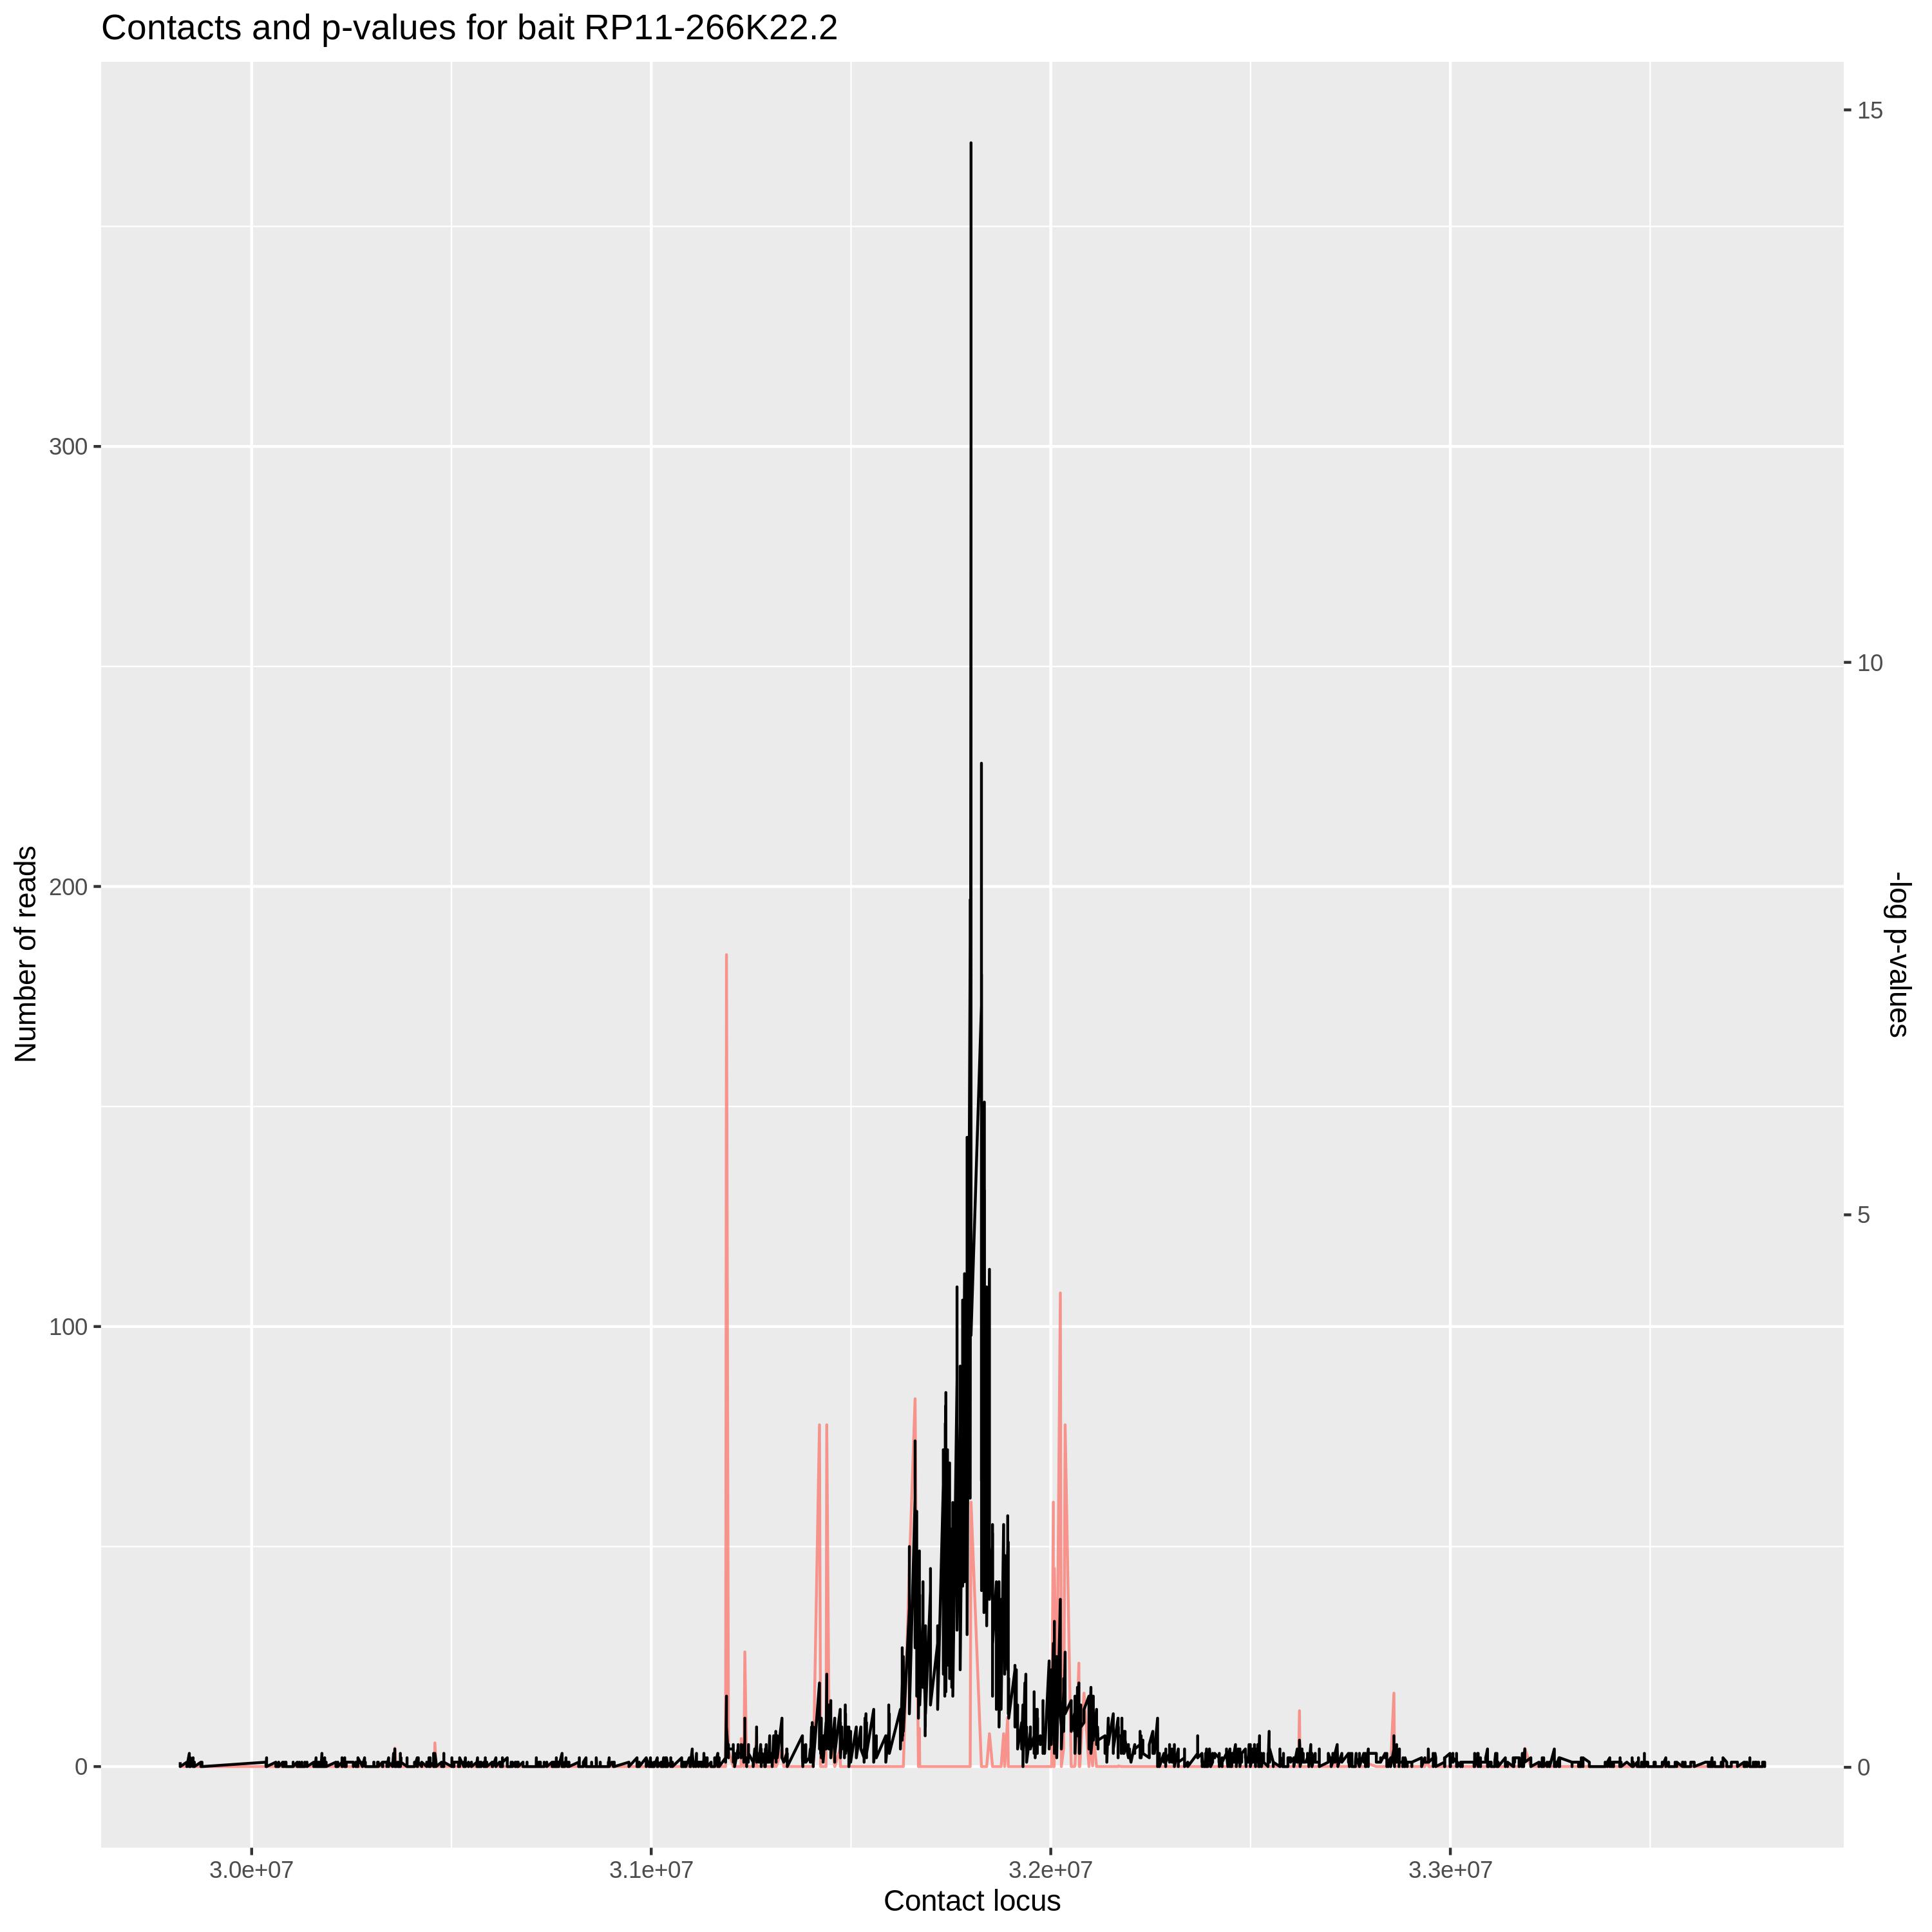 Contacts and p-values for bait RP11-266K22.2
15
300
10
200
Number of reads
-log p-values
5
100
0
0
3.0e+07
3.1e+07
3.2e+07
3.3e+07
Contact locus